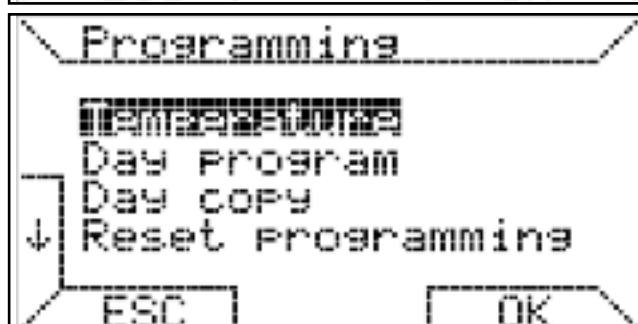 Programming
Temperature
Day program
Day copy
↓ Reset programming
ESC OK